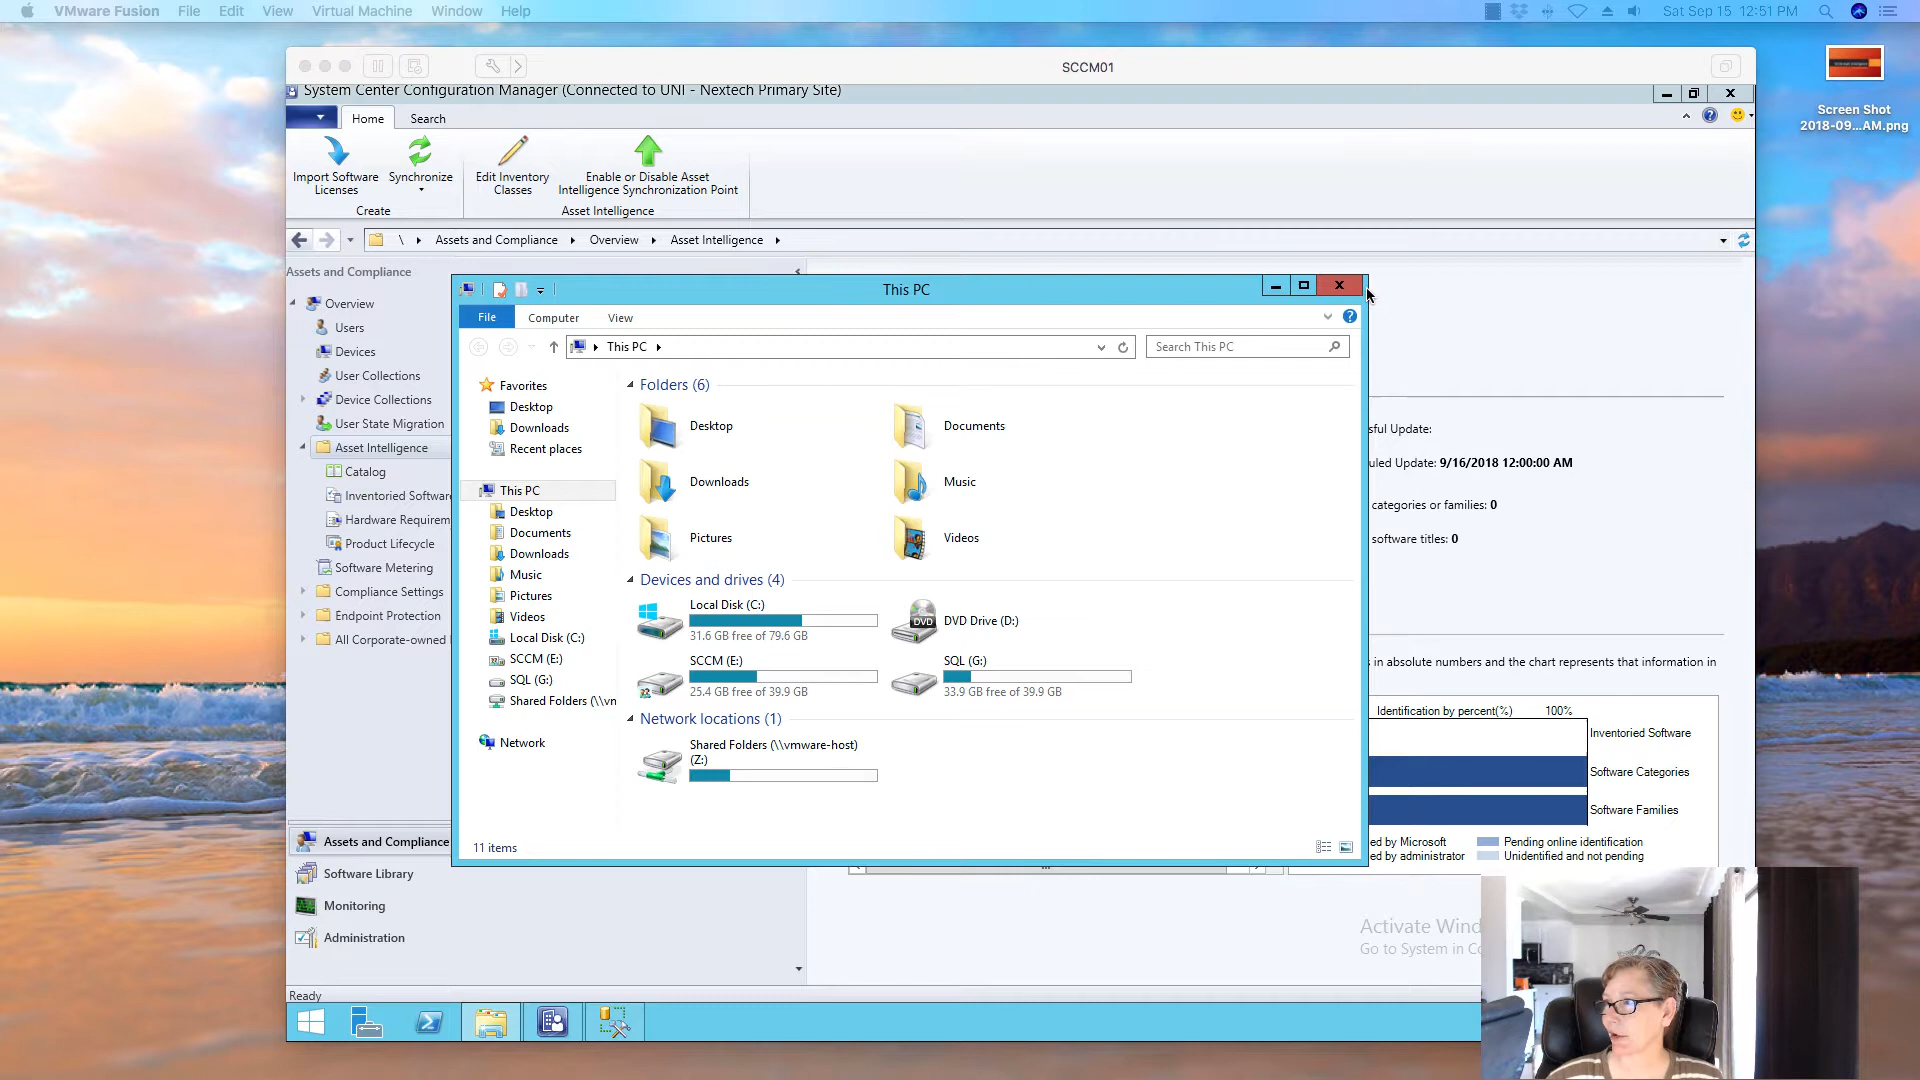 VMware Fusion File Edit View Virtual Machine Window Help
Sat Sep 15 12:51 PM
SCCM01
Screen Shot
2018-09...AM.png
System Center Configuration Manager (Connected to UNI - Nextech Primary Site)
Home Search
Import Software
Licenses
Synchronize
Edit Inventory
Classes
Enable or Disable Asset
Intelligence Synchronization Point
Create
Asset Intelligence
\ Assets and Compliance Overview Asset Intelligence
Assets and Compliance
Overview
Users
Devices
User Collections
Device Collections
User State Migration
Asset Intelligence
Catalog
Inventoried Softwar
Hardware Requirem
Product Lifecycle
Software Metering
Compliance Settings
Endpoint Protection
All Corporate-owned
Assets and Compliance
Software Library
Monitoring
Administration
Ready
This PC
File Computer View
This PC
Search This PC
Favorites
Desktop
Downloads
Recent places
This PC
Desktop
Documents
Downloads
Music
Pictures
Videos
Local Disk (C:)
SCCM (E:)
SQL (G:)
Shared Folders (\\vn
Network
Folders (6)
Desktop
Documents
Downloads
Music
Pictures
Videos
Devices and drives (4)
Local Disk (C:)
31.6 GB free of 79.6 GB
DVD Drive (D:)
DVD
SCCM (E:)
25.4 GB free of 39.9 GB
SQL (G:)
33.9 GB free of 39.9 GB
Network locations (1)
Shared Folders (\\vmware-host)
(Z:)
11 items
sful Update:
uled Update: 9/16/2018 12:00:00 AM
categories or families: 0
software titles: 0
in absolute numbers and the chart represents that information in
Identification by percent(%) 100%
Inventoried Software
Software Categories
Software Families
ed by Microsoft
Pending online identification
ed by administrator
Unidentified and not pending
Activate Wind
Go to System in Co